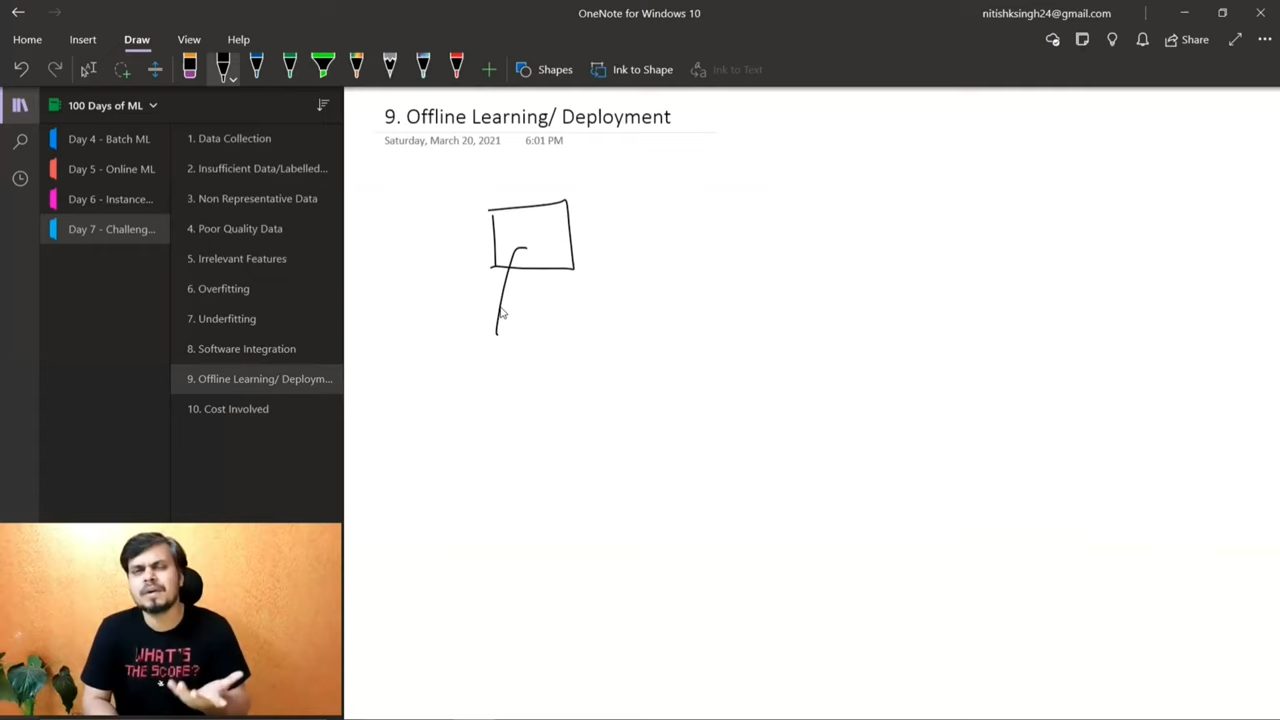 OneNote for Windows 10
nitishksingh24@gmail.com
Home
Insert
Draw
View
Help
Share
Shapes
Ink to Shape
Ink to Text
100 Days of ML
Day 4 - Batch ML
Day 5 - Online ML
Day 6 - Instance...
Day 7 - Challeng...
1. Data Collection
2. Insufficient Data/Labelled...
3. Non Representative Data
4. Poor Quality Data
5. Irrelevant Features
6. Overfitting
7. Underfitting
8. Software Integration
9. Offline Learning/ Deploym...
10. Cost Involved
9. Offline Learning/ Deployment
Saturday, March 20, 2021 6:01 PM
WHAT'S
THE SCOPE?